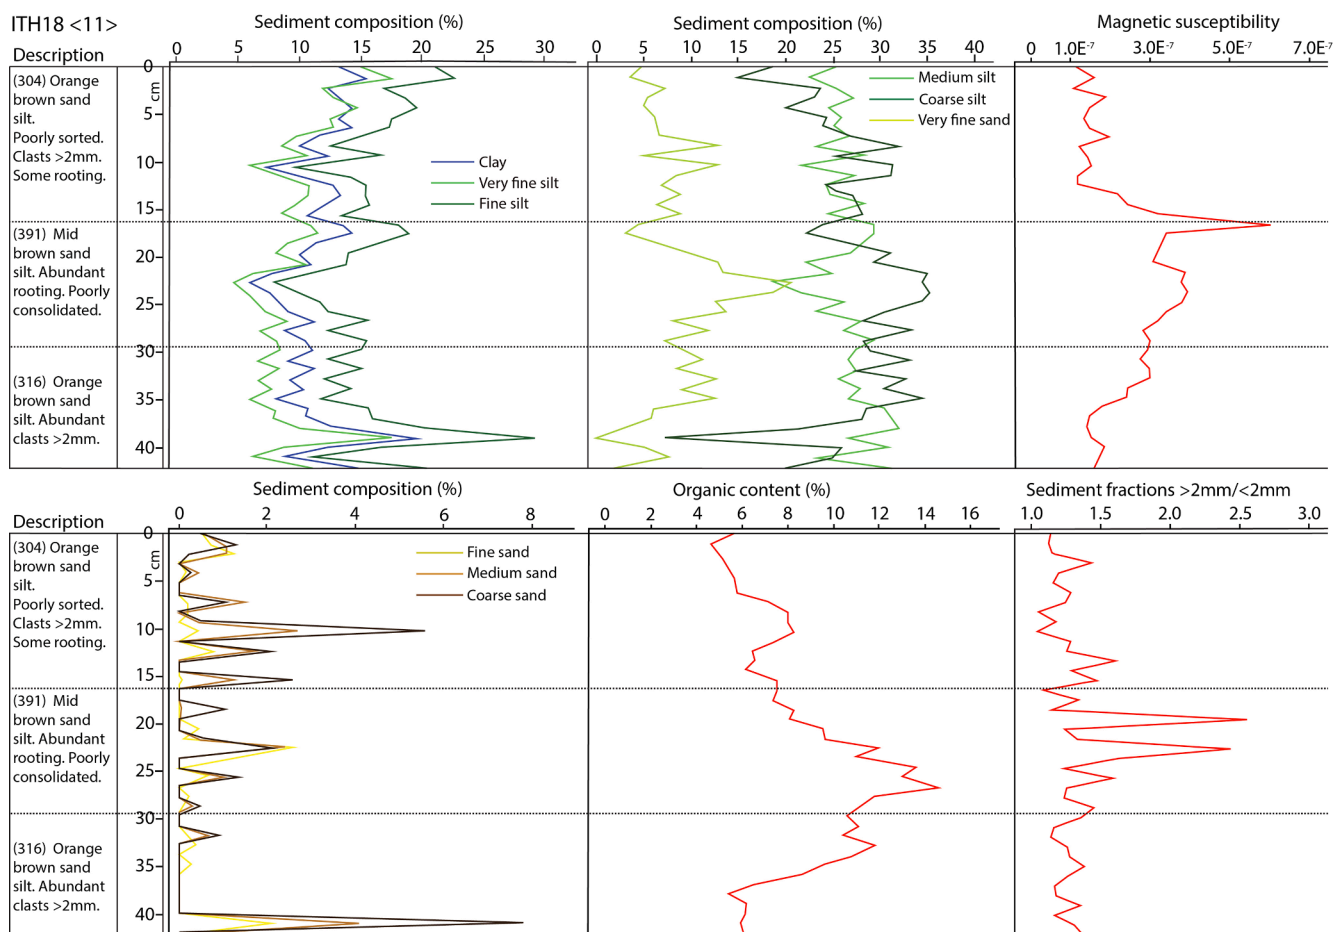 ITH18 <11>
Sediment composition (%)
Sediment composition (%)
Magnetic susceptibility
Description
0 5 10 15 20 25 30
0 5 10 15 20 25 30 35 40
0 1.0E⁻⁷ 3.0E⁻⁷ 5.0E⁻⁷ 7.0E⁻⁷
(304) Orange
brown sand
silt.
Poorly sorted.
Clasts >2mm.
Some rooting.
(391) Mid
brown sand
silt. Abundant
rooting. Poorly
consolidated.
(316) Orange
brown sand
silt. Abundant
clasts >2mm.
0
cm
5
10
15
20
25
30
35
40
Clay
Very fine silt
Fine silt
Medium silt
Coarse silt
Very fine sand
Sediment composition (%)
Organic content (%)
Sediment fractions >2mm/<2mm
Description
0 2 4 6 8
0 2 4 6 8 10 12 14 16
1.0 1.5 2.0 2.5 3.0
(304) Orange
brown sand
silt.
Poorly sorted.
Clasts >2mm.
Some rooting.
(391) Mid
brown sand
silt. Abundant
rooting. Poorly
consolidated.
(316) Orange
brown sand
silt. Abundant
clasts >2mm.
0
cm
5
10
15
20
25
30
35
40
Fine sand
Medium sand
Coarse sand